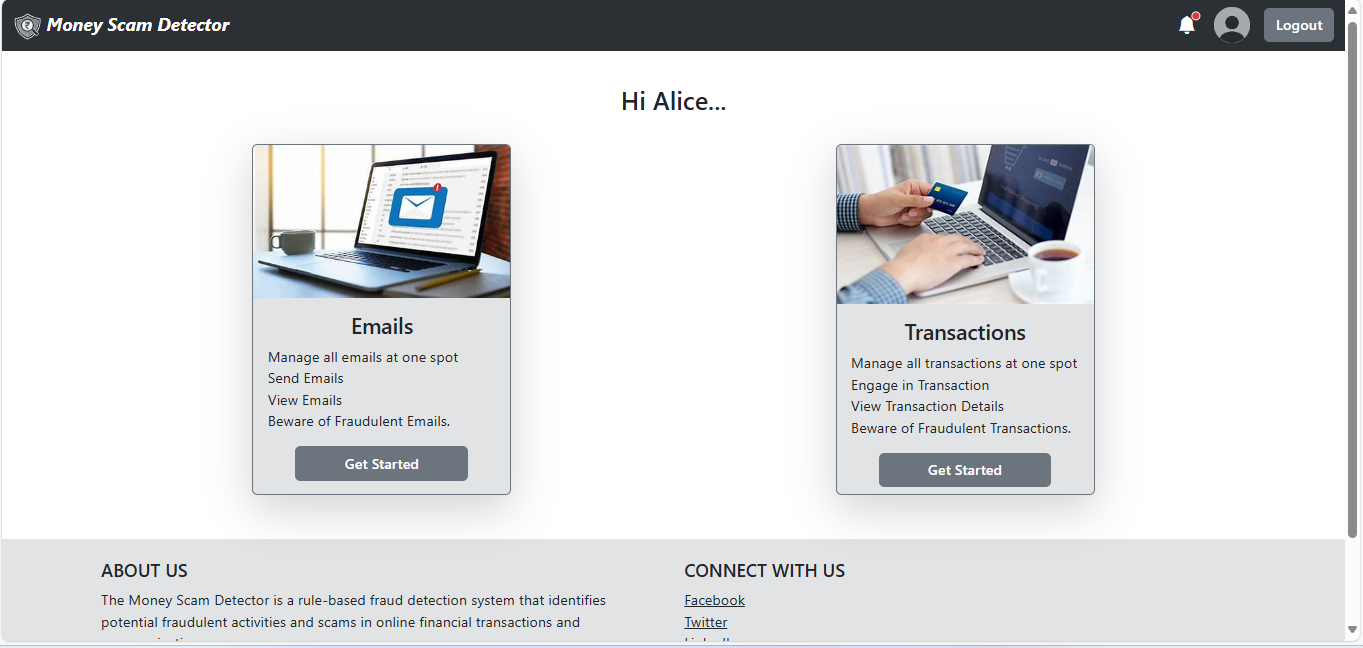 Money Scam Detector
Logout
Hi Alice...
Emails
Manage all emails at one spot
Send Emails
View Emails
Beware of Fraudulent Emails.
Get Started
Transactions
Manage all transactions at one spot
Engage in Transaction
View Transaction Details
Beware of Fraudulent Transactions.
Get Started
ABOUT US
The Money Scam Detector is a rule-based fraud detection system that identifies
potential fraudulent activities and scams in online financial transactions and
CONNECT WITH US
Facebook
Twitter